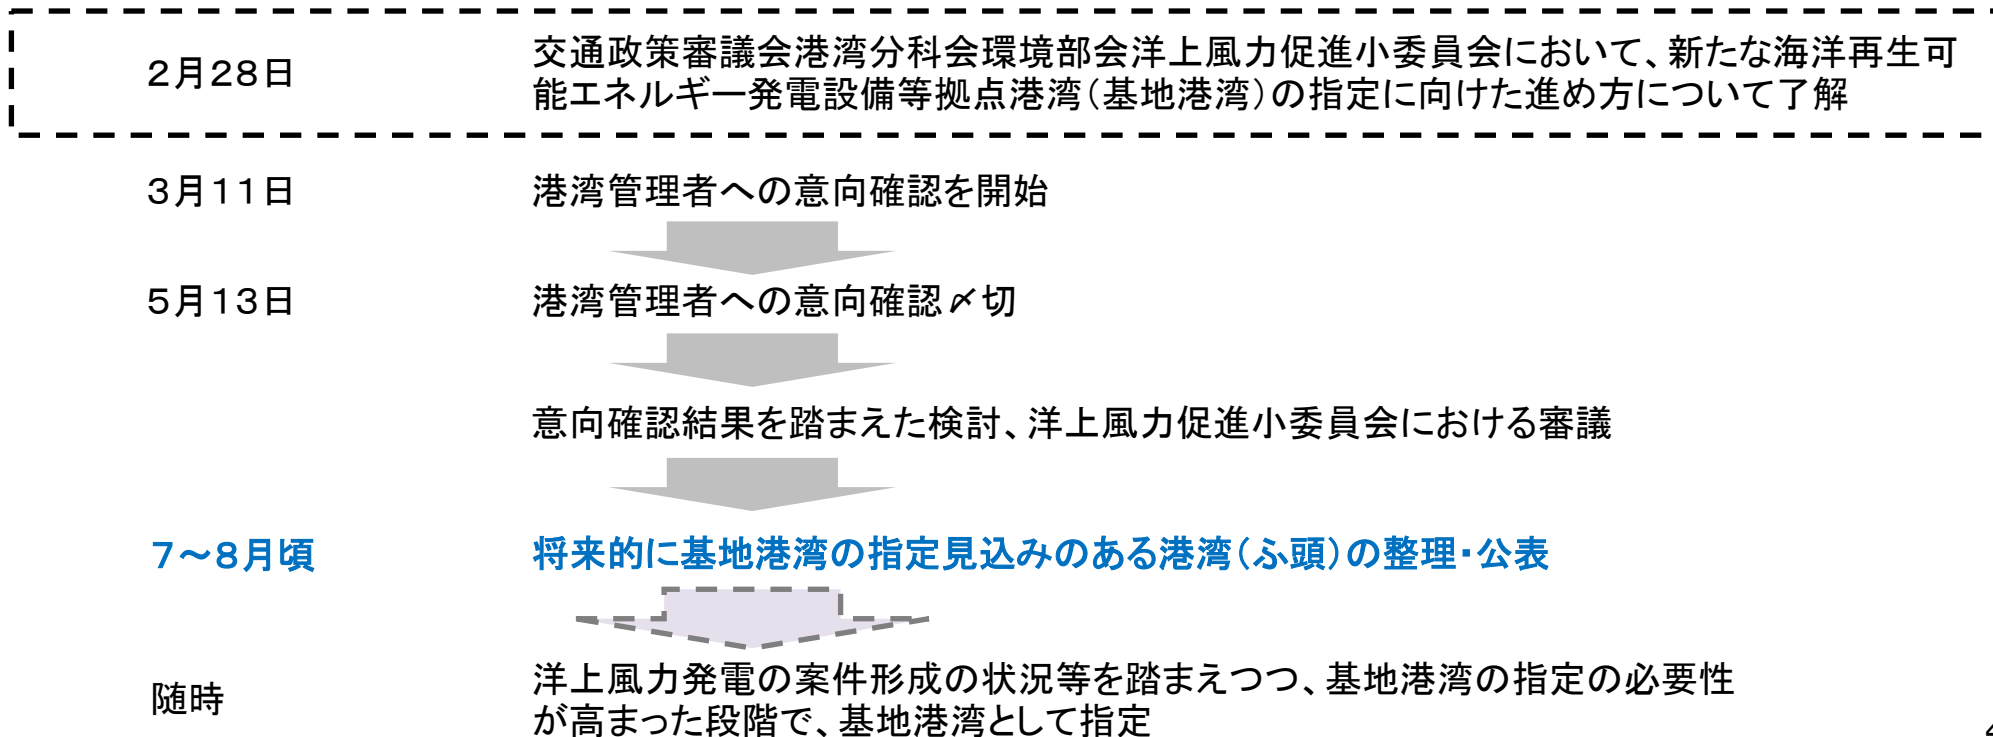 2月28日
交通政策審議会港湾分科会環境部会洋上風力促進小委員会において、新たな海洋再生可
能エネルギー発電設備等拠点港湾(基地港湾)の指定に向けた進め方について了解
3月11日
港湾管理者への意向確認を開始
5月13日
港湾管理者への意向確認〆切
意向確認結果を踏まえた検討、洋上風力促進小委員会における審議
7~8月頃
将来的に基地港湾の指定見込みのある港湾(ふ頭)の整理・公表
随時
洋上風力発電の案件形成の状況等を踏まえつつ、基地港湾の指定の必要性
が高まった段階で、基地港湾として指定